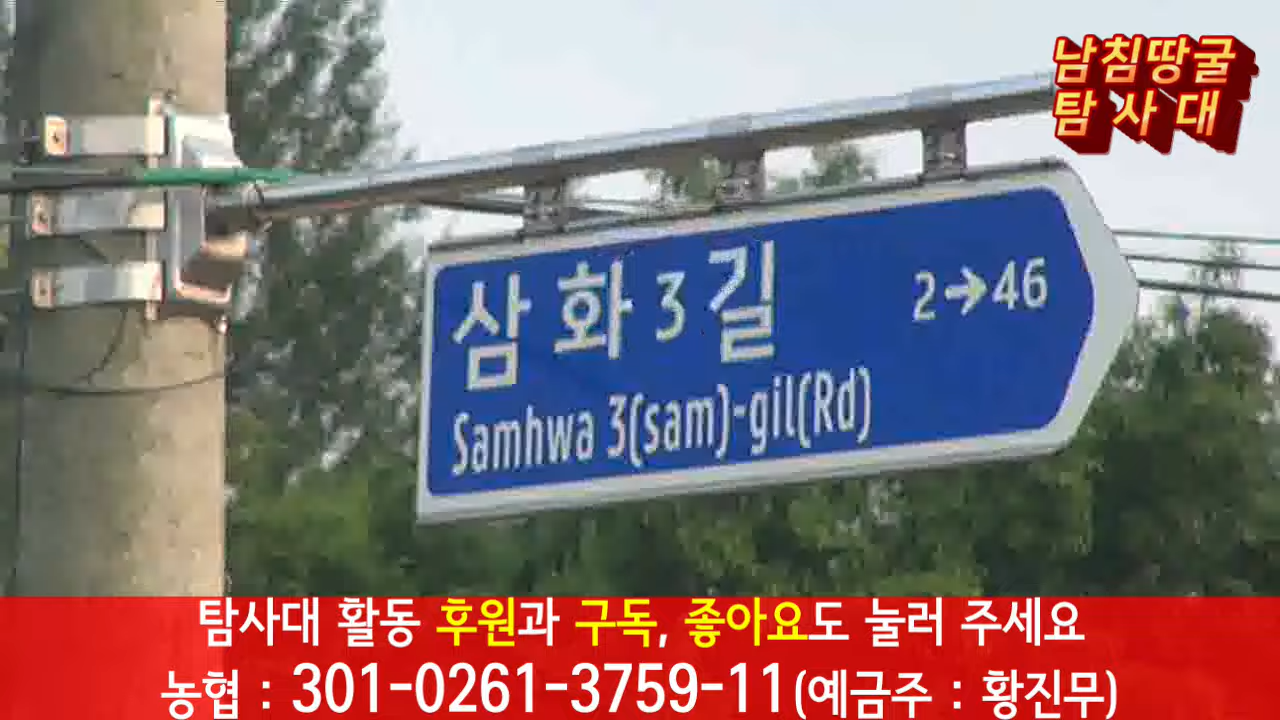 남침땅굴
탐사대
삼화 3 길
2→46
Samhwa 3(sam)-gil(Rd)
탐사대 활동 후원과 구독, 좋아요도 눌러 주세요
농협 : 301-0261-3759-11(예금주 : 황진무)